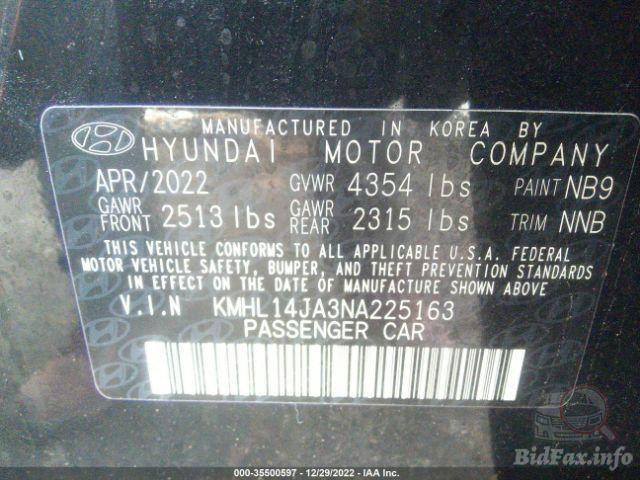 MANUFACTURED IN KOREA BY
HYUNDAI MOTOR COMPANY
APR/2022 GVWR 4354 lbs PAINT NB9
GAWR FRONT 2513 lbs GAWR REAR 2315 lbs TRIM NNB
THIS VEHICLE CONFORMS TO ALL APPLICABLE U.S.A. FEDERAL
MOTOR VEHICLE SAFETY, BUMPER, AND THEFT PREVENTION STANDARDS
IN EFFECT ON THE DATE OF MANUFACTURE SHOWN ABOVE.
V.I.N KMHL14JA3NA225163
PASSENGER CAR
000-35500597 - 12/29/2022 - IAA Inc.
BidFax.info